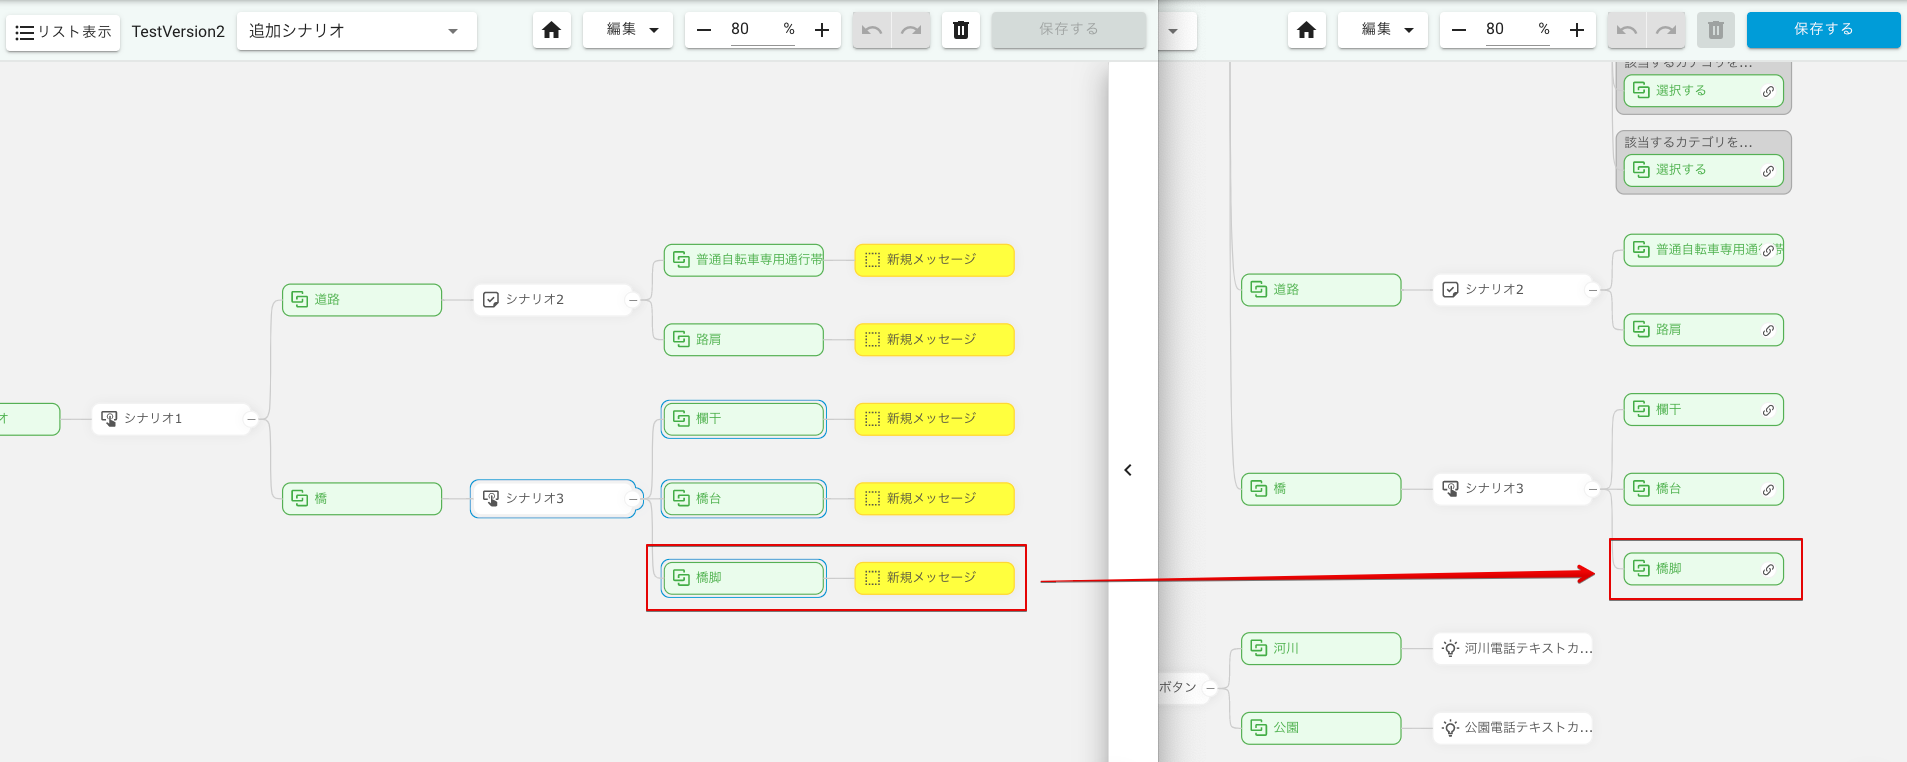 リスト表示
TestVersion2
追加シナリオ
編集
80 %
保存する
編集
80 %
保存する
オ
シナリオ1
道路
シナリオ2
普通自転車専用通行帯
新規メッセージ
路肩
新規メッセージ
欄干
新規メッセージ
橋
シナリオ3
橋台
新規メッセージ
橋脚
新規メッセージ
該当するカテゴリを...
選択する
該当するカテゴリを...
選択する
道路
シナリオ2
普通自転車専用通行帯
路肩
欄干
橋
シナリオ3
橋台
橋脚
ボタン
河川
河川電話テキストカ...
公園
公園電話テキストカ...